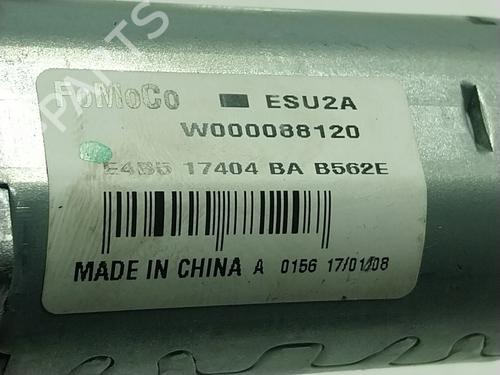 FoMoCo ESU2A
W000088120
E4B5 17404 BA B562E
MADE IN CHINA A 0156 17/01/08